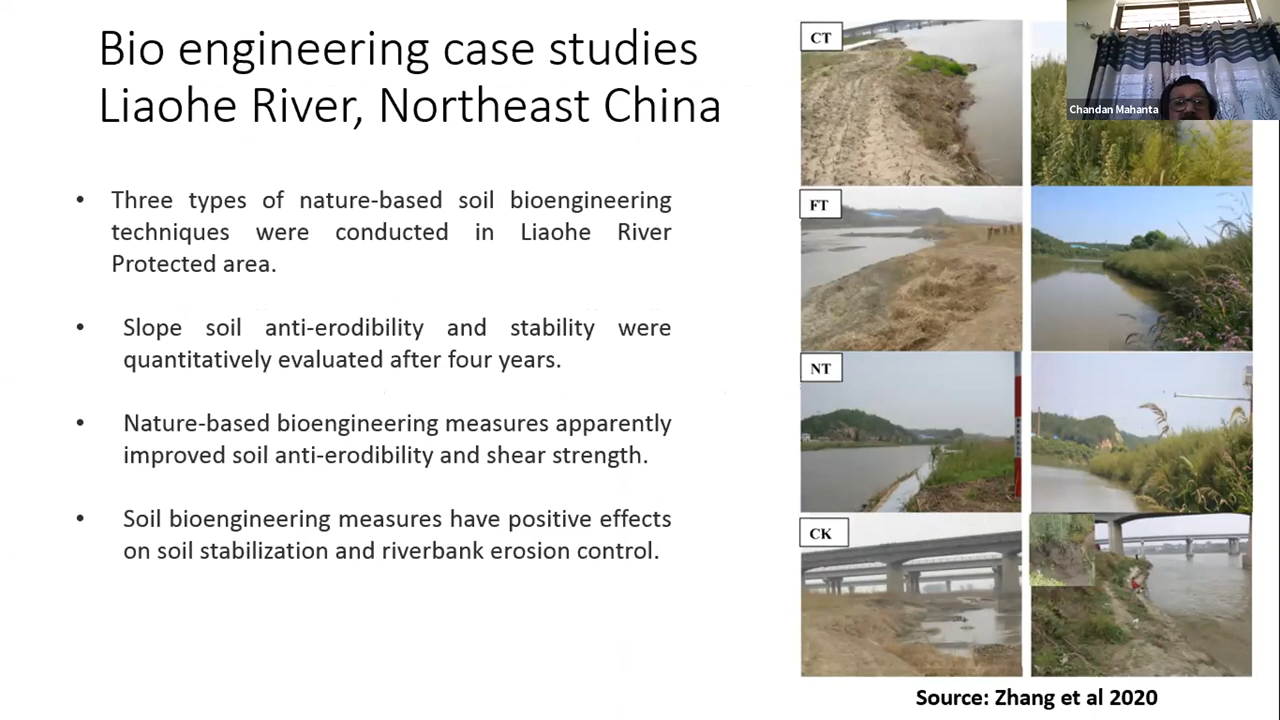 Bio engineering case studies
Liaohe River, Northeast China
• Three types of nature-based soil bioengineering
techniques were conducted in Liaohe River
Protected area.
• Slope soil anti-erodibility and stability were
quantitatively evaluated after four years.
• Nature-based bioengineering measures apparently
improved soil anti-erodibility and shear strength.
• Soil bioengineering measures have positive effects
on soil stabilization and riverbank erosion control.
CT
Chandan Mahanta
FT
NT
CK
Source: Zhang et al 2020